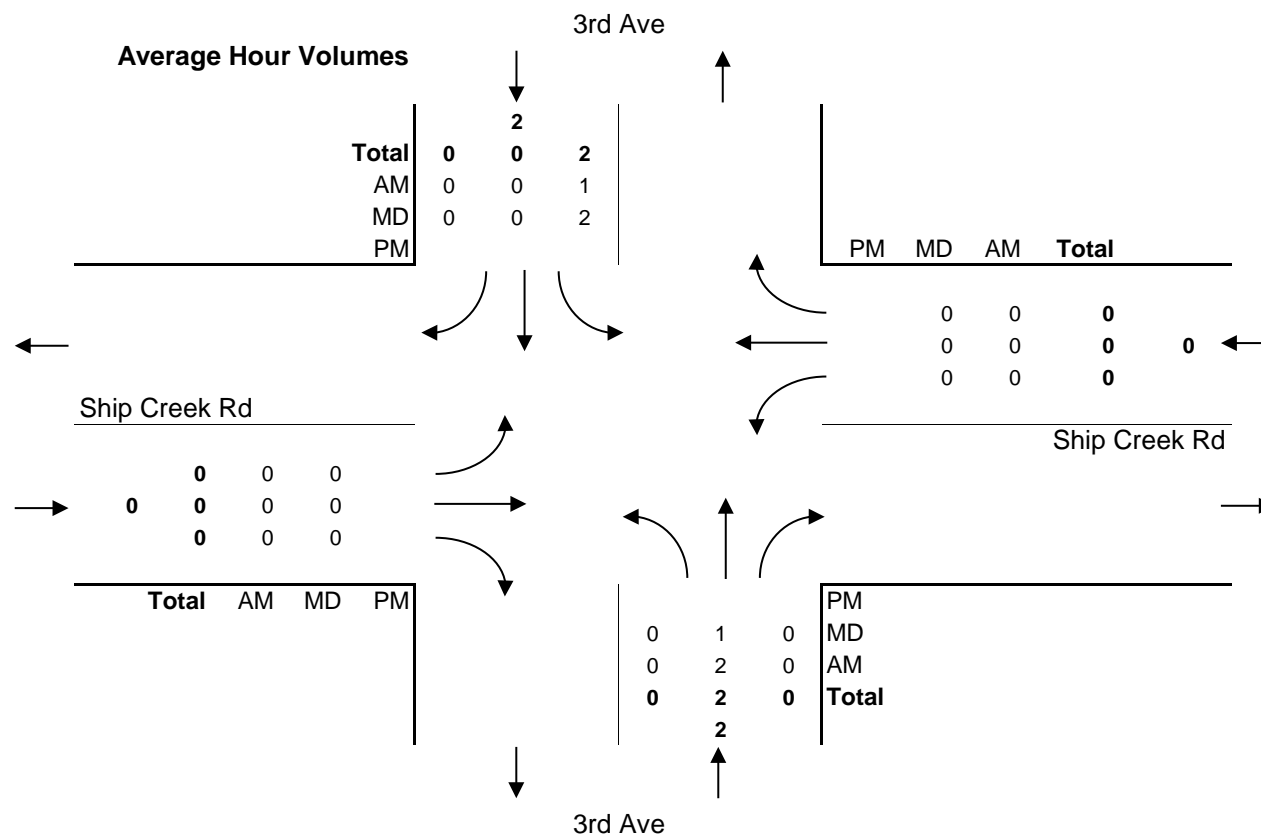 3rd Ave
Average Hour Volumes
2
Total 0 0 2
AM 0 0 1
MD 0 0 2
PM
PM MD AM Total
0 0 0
0 0 0 0
0 0 0
Ship Creek Rd
Ship Creek Rd
0 0 0
0 0 0 0
0 0 0
Total AM MD PM
PM
0 1 0 MD
0 2 0 AM
0 2 0 Total
2
3rd Ave